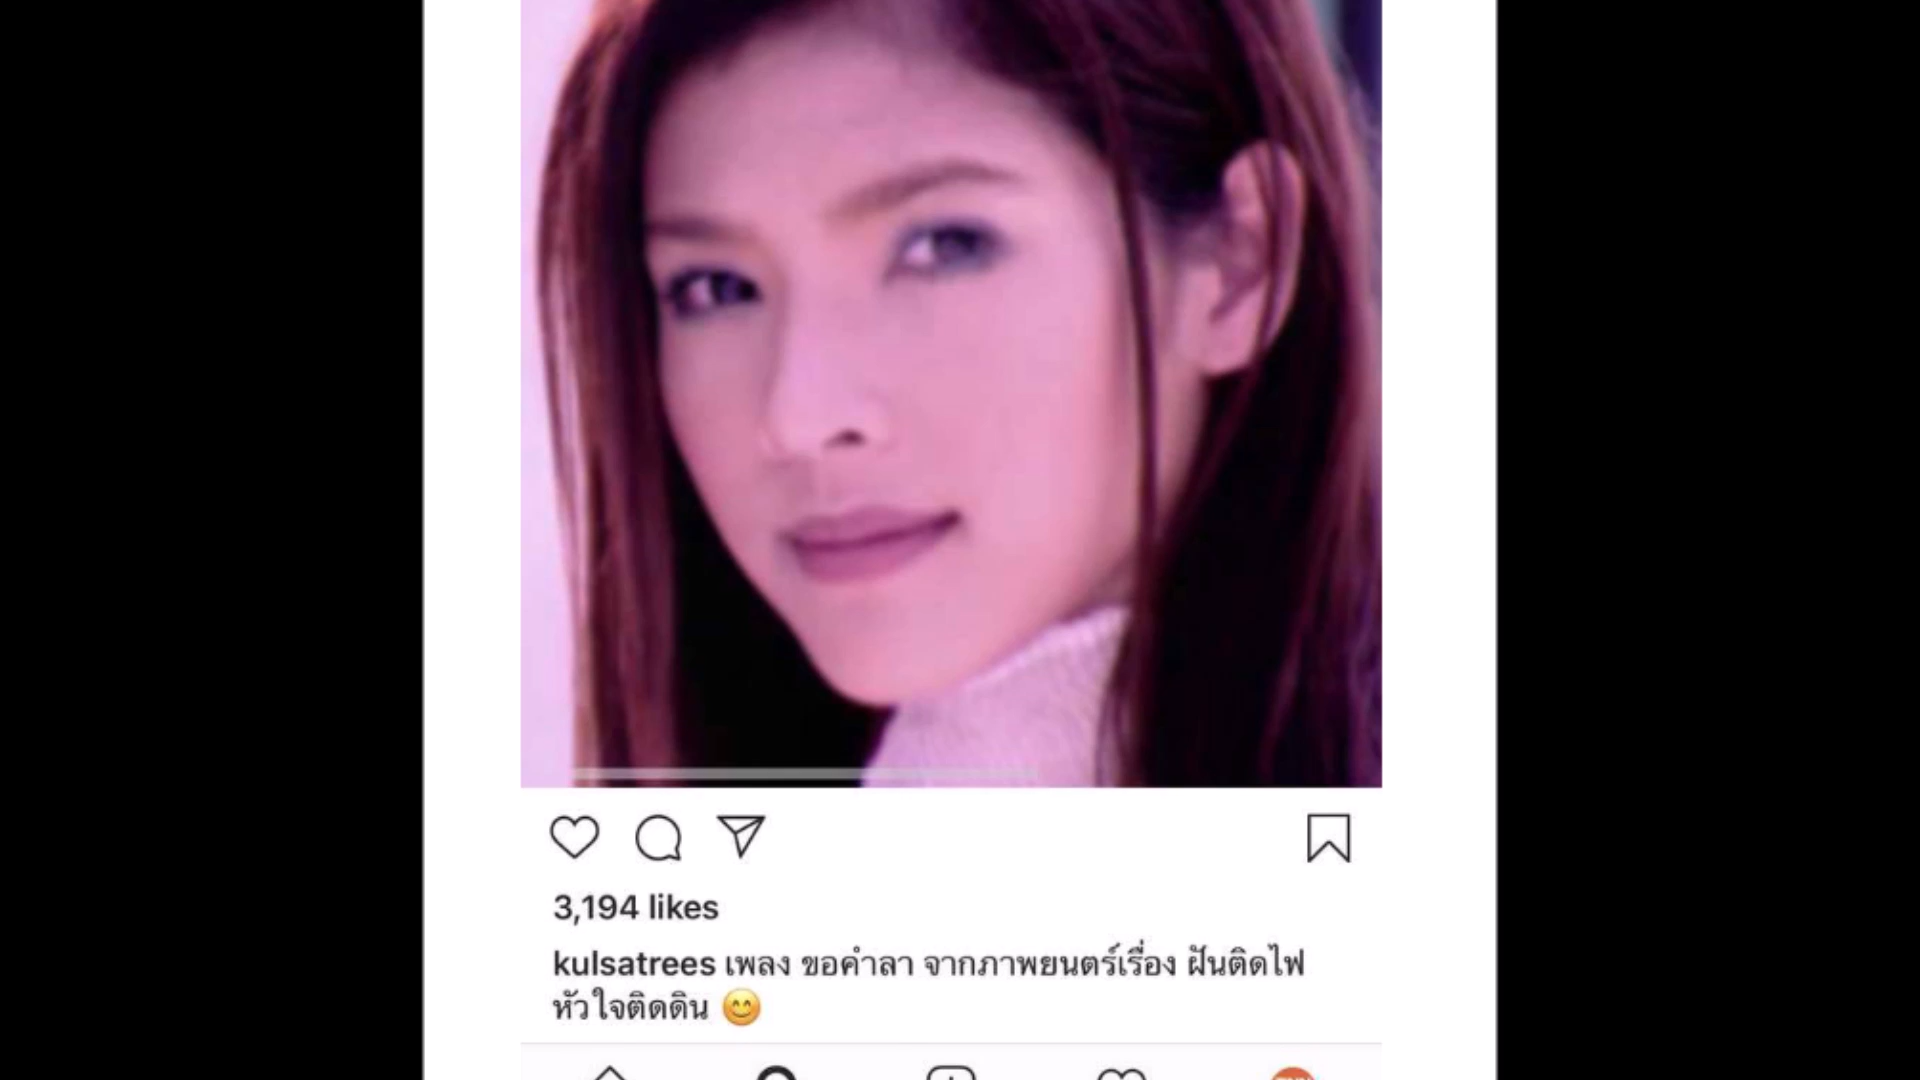 3,194 likes
kulsatrees เพลง ขอคำลา จากภาพยนตร์เรื่อง ฝันติดไฟ
หัวใจติดดิน 😊